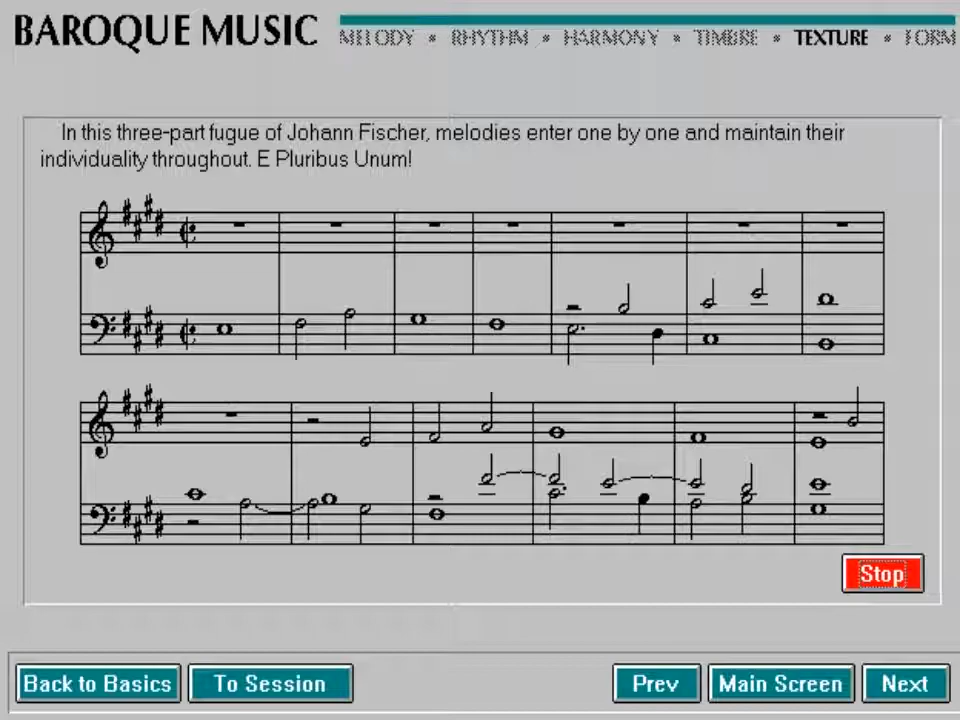 BAROQUE MUSIC
MELODY * RHYTHM * HARMONY * TIMBRE * TEXTURE * FORM
In this three-part fugue of Johann Fischer, melodies enter one by one and maintain their
individuality throughout. E Pluribus Unum!
Stop
Back to Basics To Session Prev Main Screen Next